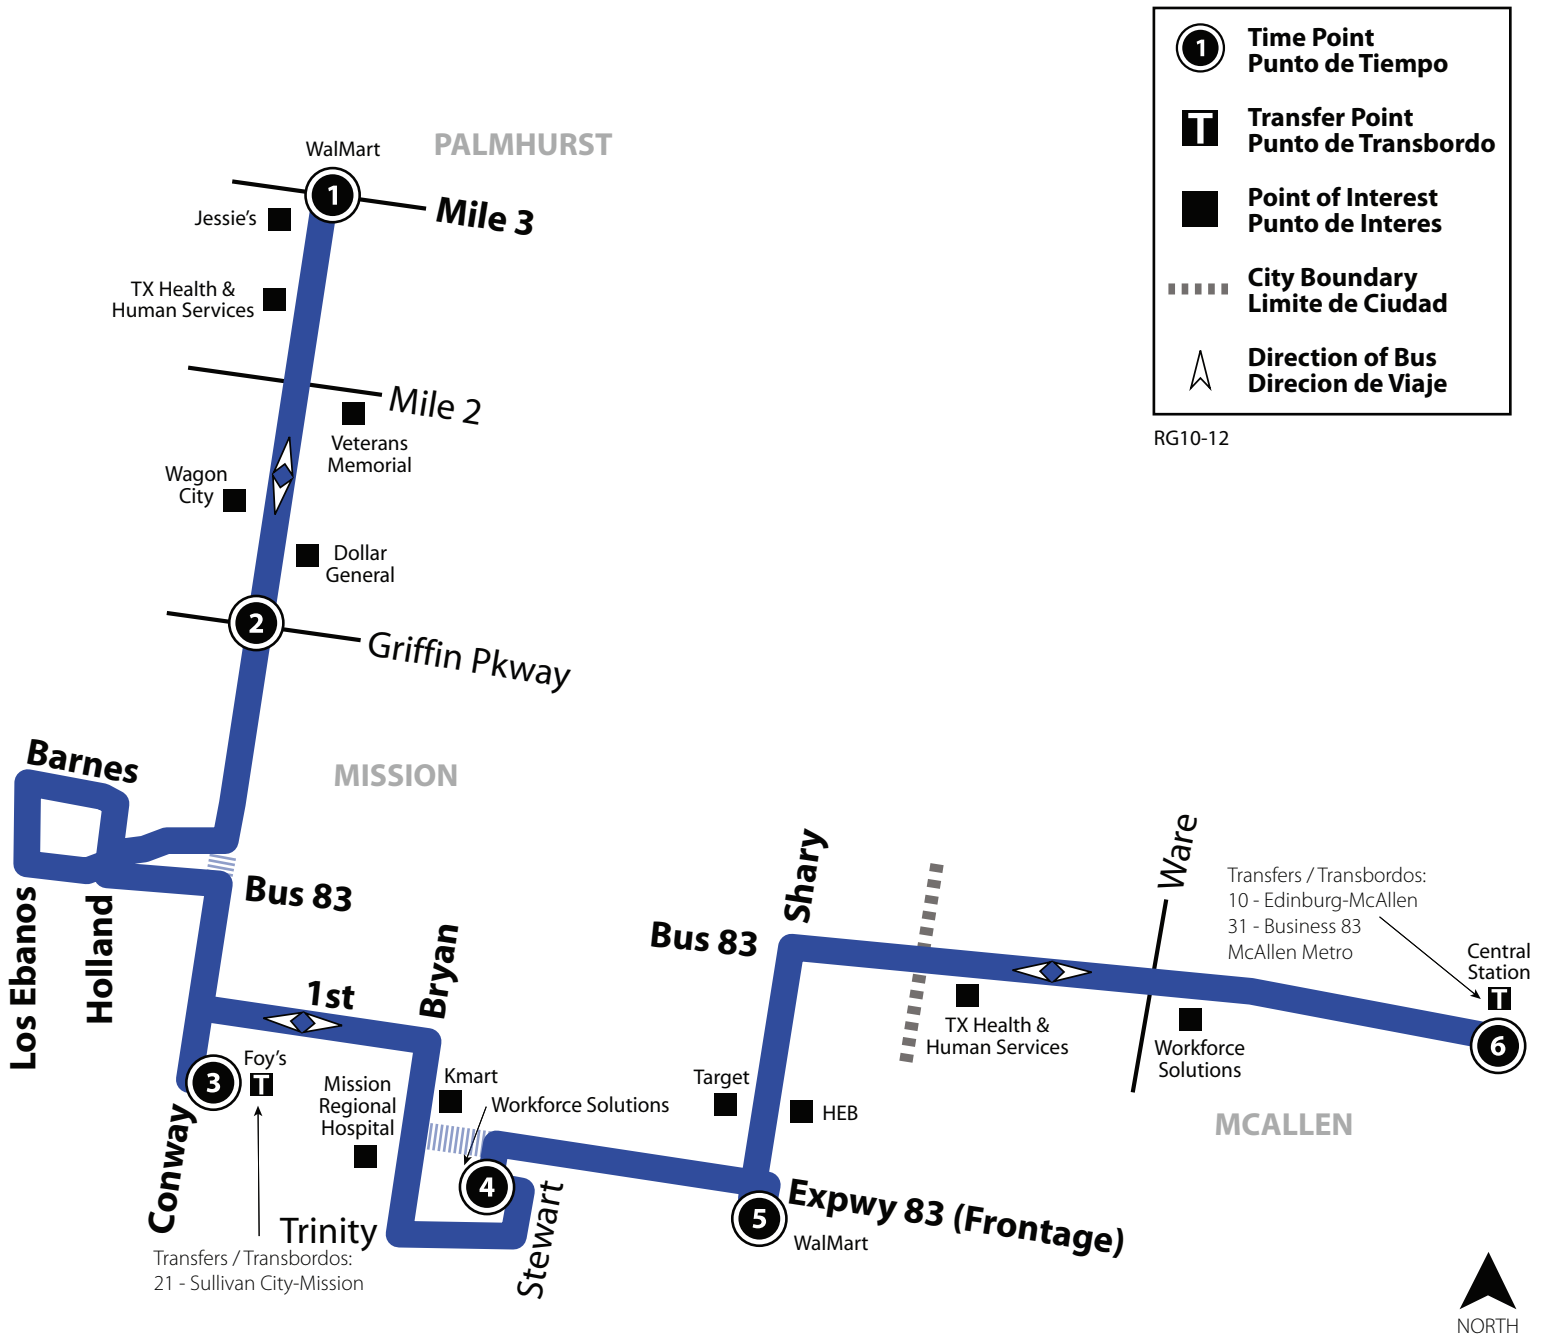 1
Time Point
Punto de Tiempo
T
Transfer Point
Punto de Transbordo
Point of Interest
Punto de Interes
City Boundary
Limite de Ciudad
Direction of Bus
Direcion de Viaje
RG10-12
WalMart
PALMHURST
1
Mile 3
Jessie's
TX Health &
Human Services
Mile 2
Veterans
Memorial
Wagon
City
Dollar
General
2
Griffin Pkway
Barnes
MISSION
Bus 83
Los Ebanos
Holland
1st
Bryan
Foy's
3
T
Conway
Mission
Regional
Hospital
Kmart
Workforce Solutions
4
Trinity
Stewart
Transfers / Transbordos:
21 - Sullivan City-Mission
Bus 83
Shary
Ware
Transfers / Transbordos:
10 - Edinburg-McAllen
31 - Business 83
McAllen Metro
Central
Station
T
6
TX Health &
Human Services
Workforce
Solutions
Target
HEB
MCALLEN
Expwy 83 (Frontage)
5
WalMart
NORTH